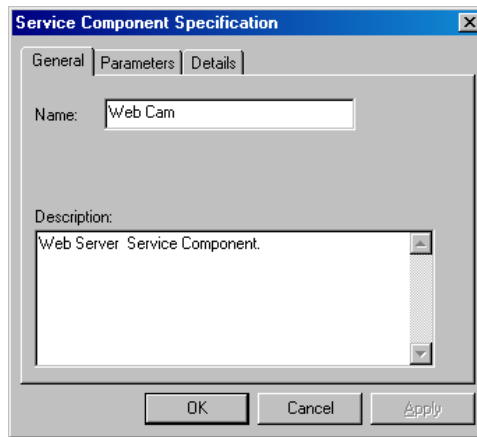 Service Component Specification
General Parameters Details
Name: Web Cam
Description:
Web Server Service Component.
OK Cancel Apply